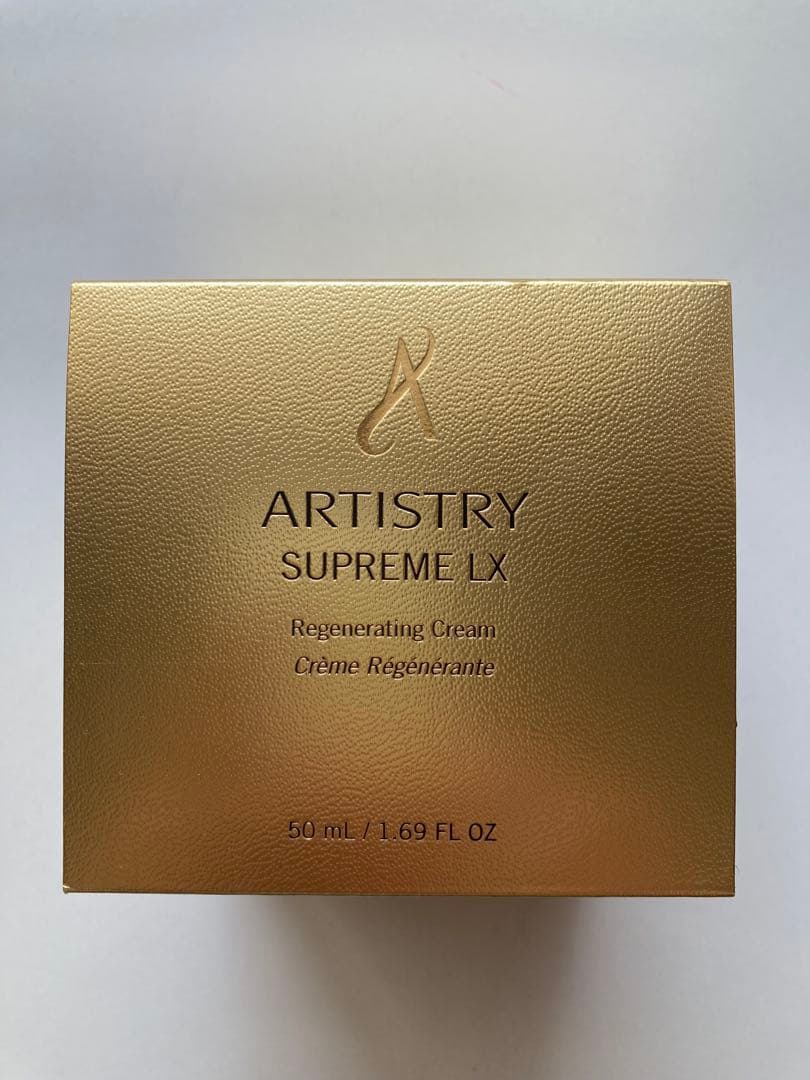 A
ARTISTRY
SUPREME LX
Regenerating Cream
Crème Régénérante
50 mL / 1.69 FL OZ